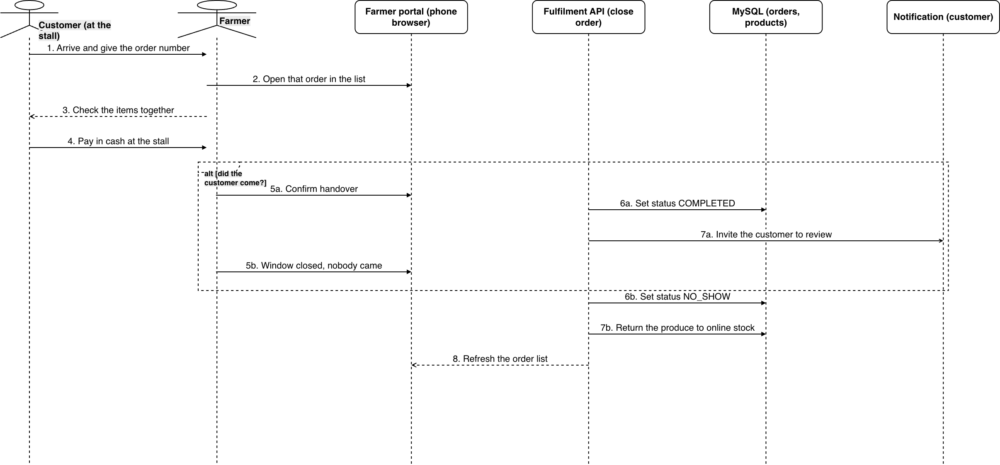 Customer (at the
stall)
Farmer
Farmer portal (phone
browser)
Fulfilment API (close
order)
MySQL (orders,
products)
Notification (customer)
1. Arrive and give the order number
2. Open that order in the list
3. Check the items together
4. Pay in cash at the stall
alt [did the
customer come?]
5a. Confirm handover
6a. Set status COMPLETED
7a. Invite the customer to review
5b. Window closed, nobody came
6b. Set status NO_SHOW
7b. Return the produce to online stock
8. Refresh the order list